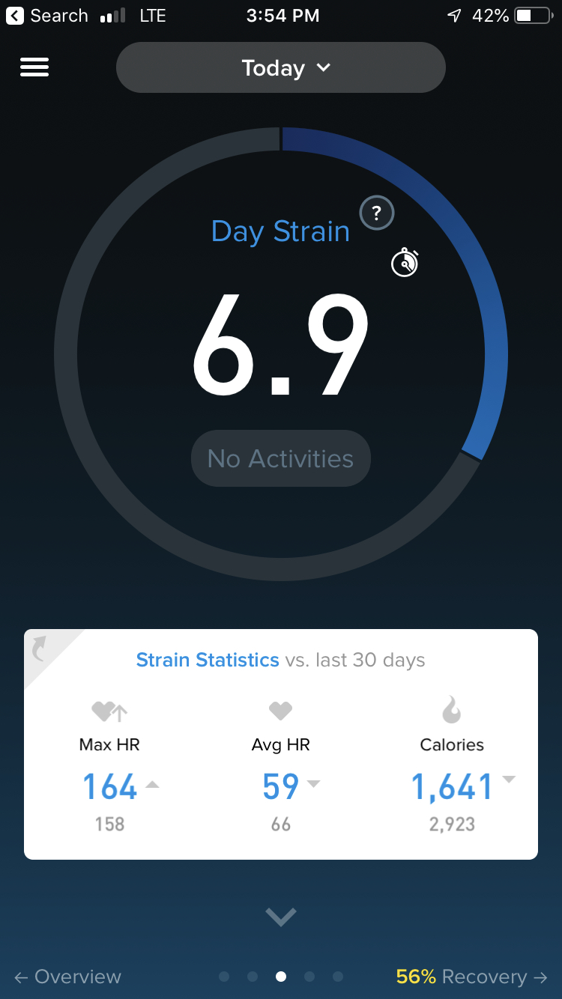 Search LTE 3:54 PM 42%
Today
Day Strain ?
6.9
No Activities
Strain Statistics vs. last 30 days
Max HR Avg HR Calories
164 59 1,641
158 66 2,923
← Overview 56% Recovery →